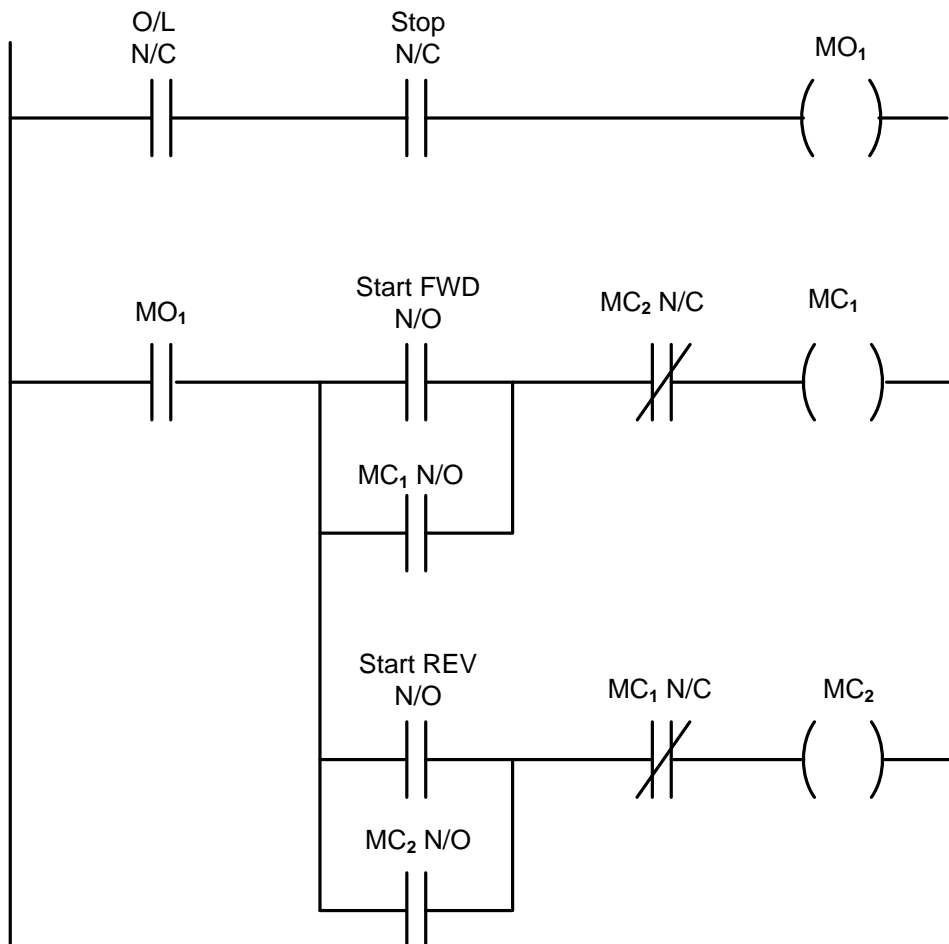 O/L
N/C
Stop
N/C
MO₁
MO₁
Start FWD
N/O
MC₂ N/C
MC₁
MC₁ N/O
Start REV
N/O
MC₁ N/C
MC₂
MC₂ N/O